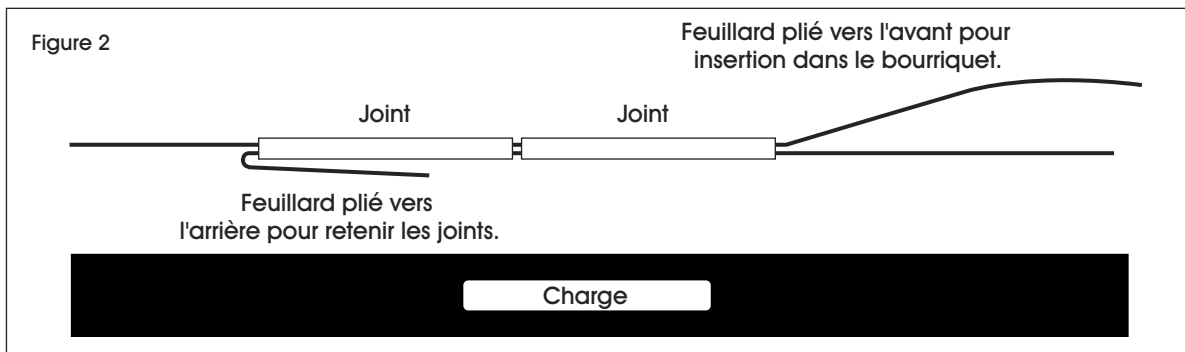 Figure 2
Feuillard plié vers l'avant pour
insertion dans le bourriquet.
Joint
Joint
Feuillard plié vers
l'arrière pour retenir les joints.
Charge